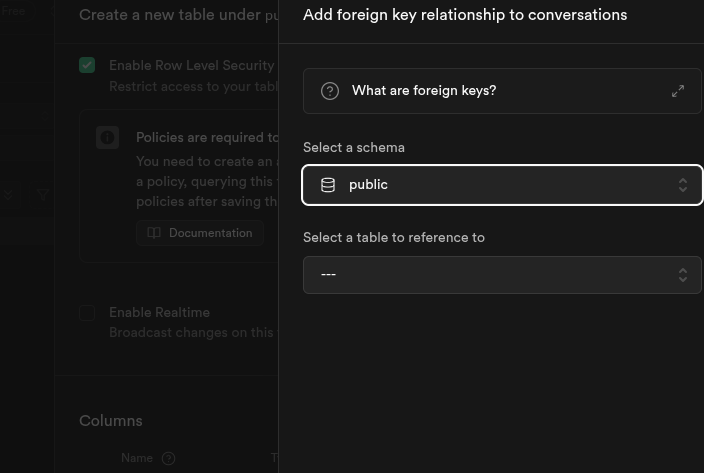 Free
Create a new table under pu
Add foreign key relationship to conversations
Enable Row Level Security
Restrict access to your tabl
What are foreign keys?
Policies are required to
You need to create an a
a policy, querying this
policies after saving th
Documentation
Select a schema
public
Select a table to reference to
---
Enable Realtime
Broadcast changes on this
Columns
Name
T